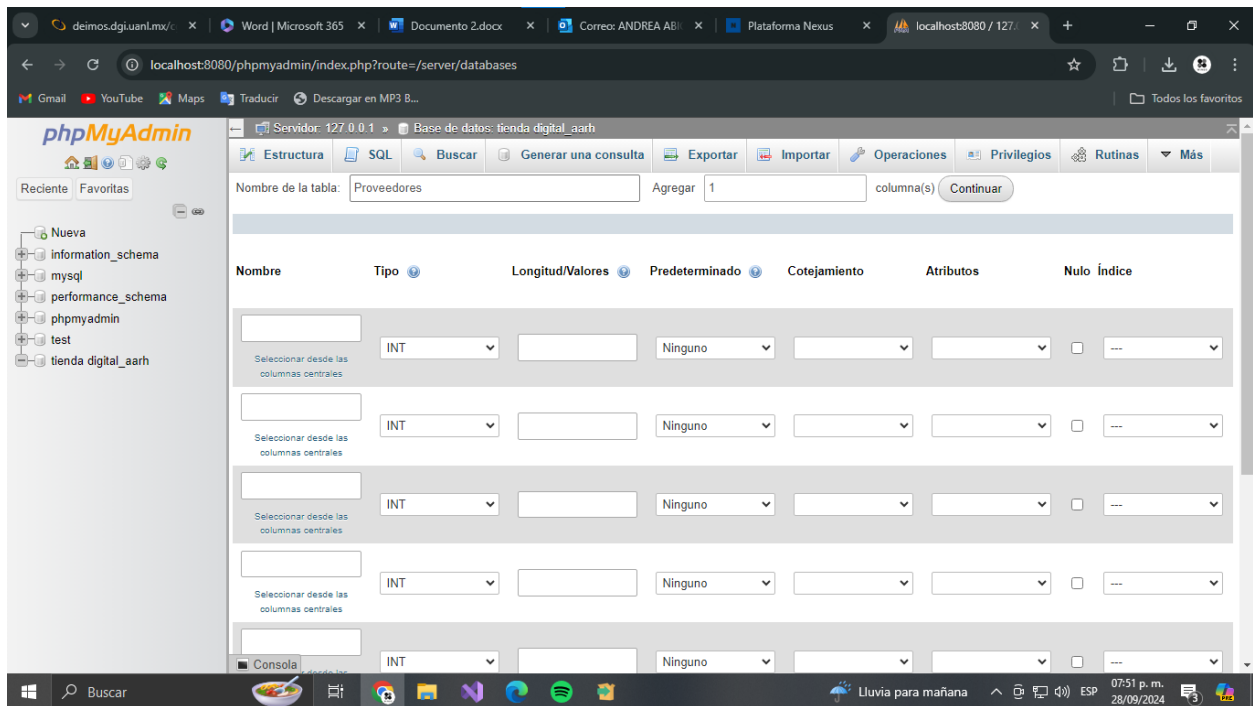 deimos.dgi.uanl.mx/c
Word | Microsoft 365
Documento 2.docx
Correo: ANDREA ABI
Plataforma Nexus
localhost:8080 / 127.
localhost:8080/phpmyadmin/index.php?route=/server/databases
Gmail
YouTube
Maps
Traducir
Descargar en MP3 B...
Todos los favoritos
phpMyAdmin
Reciente Favoritas
Nueva
information_schema
mysql
performance_schema
phpmyadmin
test
tienda digital_aarh
Servidor: 127.0.0.1 » Base de datos: tienda digital_aarh
Estructura SQL Buscar Generar una consulta Exportar Importar Operaciones Privilegios Rutinas Más
Nombre de la tabla: Proveedores Agregar 1 columna(s) Continuar
Nombre Tipo Longitud/Valores Predeterminado Cotejamiento Atributos Nulo Índice
INT Ninguno ---
Seleccionar desde las
columnas centrales
INT Ninguno ---
Seleccionar desde las
columnas centrales
INT Ninguno ---
Seleccionar desde las
columnas centrales
INT Ninguno ---
Seleccionar desde las
columnas centrales
INT Ninguno ---
Consola
Buscar
Lluvia para mañana
ESP
07:51 p. m.
28/09/2024
3
PRE